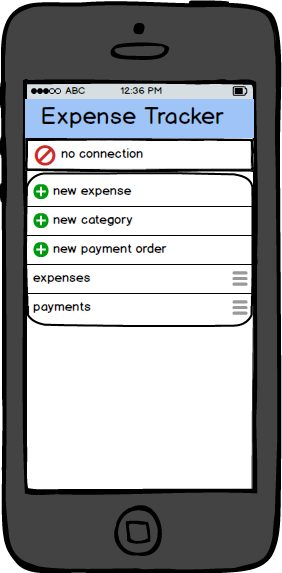 ABC 12:36 PM
Expense Tracker
no connection
new expense
new category
new payment order
expenses
payments